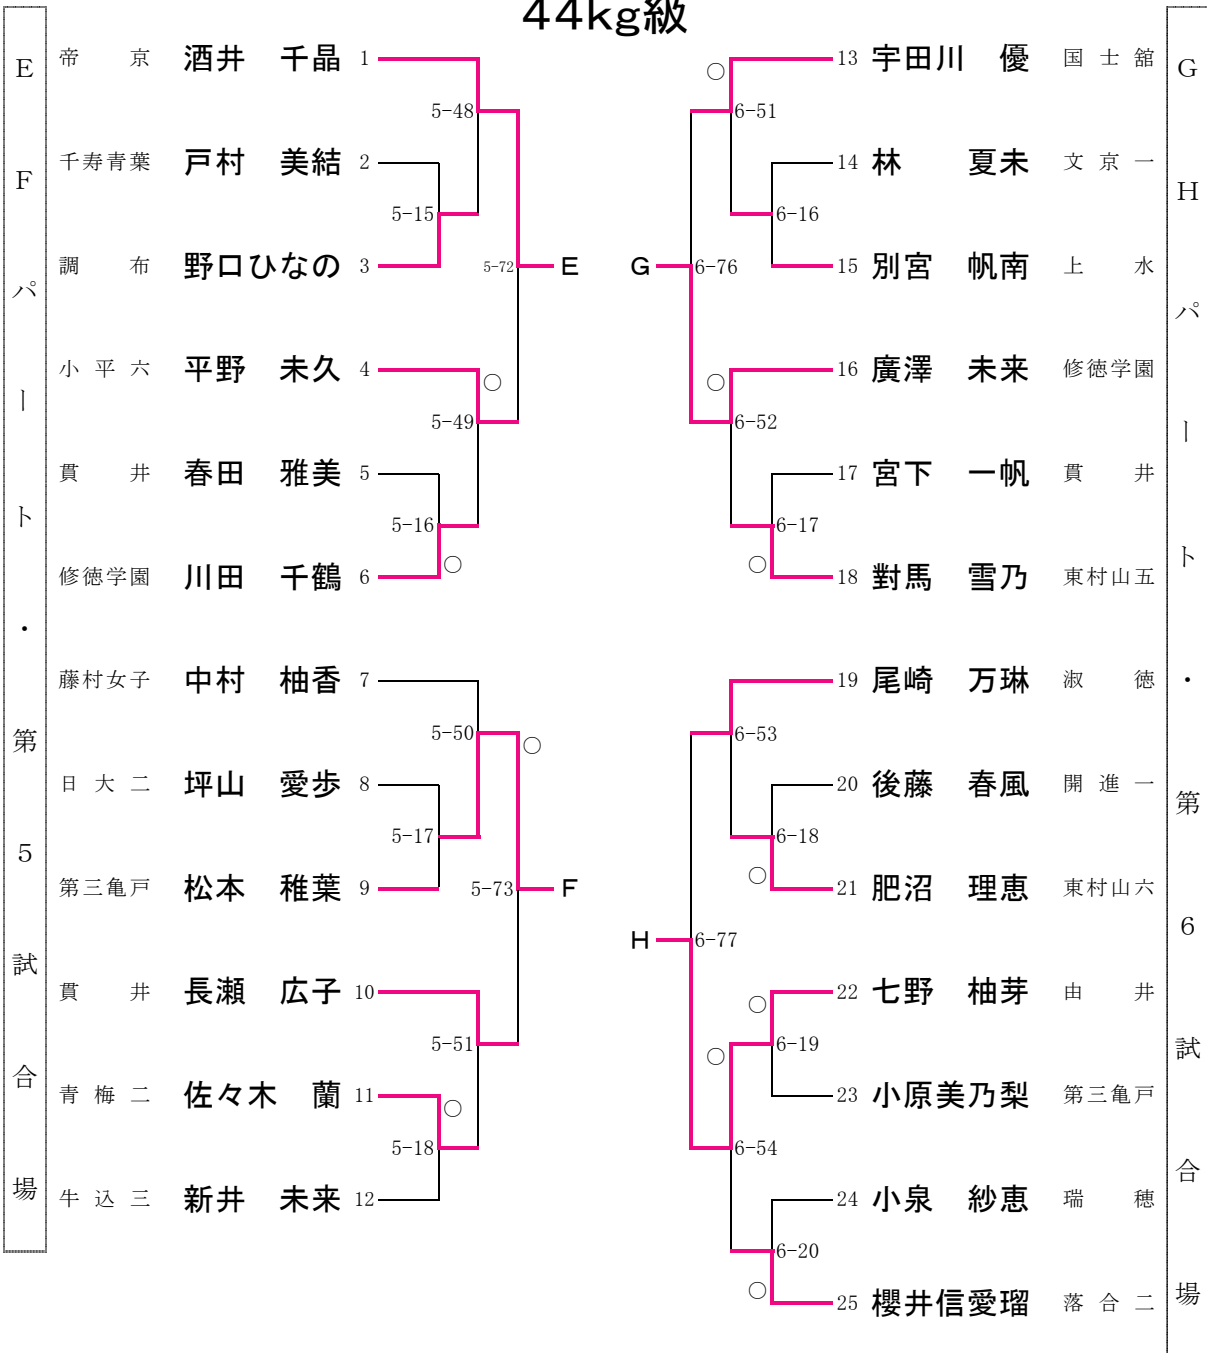 44kg級
EFパート・第5試合場
帝京 酒井 千晶 1
千寿青葉 戸村 美結 2
調布 野口ひなの 3
小平六 平野 未久 4
貫井 春田 雅美 5
修徳学園 川田 千鶴 6
藤村女子 中村 柚香 7
日大二 坪山 愛歩 8
第三亀戸 松本 稚葉 9
貫井 長瀬 広子 10
青梅二 佐々木 蘭 11
牛込三 新井 未来 12
5-48
5-15
5-72
E
5-49
○
5-16
○
5-50
○
5-17
5-73
F
5-51
5-18
○
13 宇田川 優 国士舘
14 林 夏未 文京一
15 別宮 帆南 上水
16 廣澤 未来 修徳学園
17 宮下 一帆 貫井
18 對馬 雪乃 東村山五
19 尾崎 万琳 淑徳
20 後藤 春風 開進一
21 肥沼 理恵 東村山六
22 七野 柚芽 由井
23 小原美乃梨 第三亀戸
24 小泉 紗恵 瑞穂
25 櫻井信愛瑠 落合二
○
6-51
6-16
G
6-76
○
6-52
6-17
○
6-53
6-18
○
H
6-77
○
6-19
○
6-54
6-20
○
GHパート・第6試合場